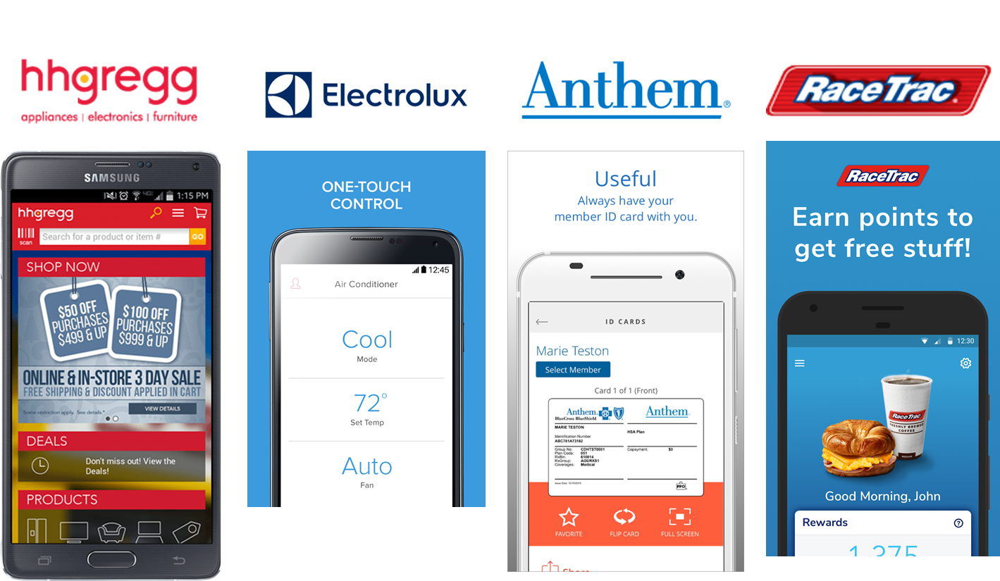 hhgregg
appliances | electronics | furniture
SAMSUNG
1:15 PM
hhgregg
scan
Search for a product or item #
GO
SHOP NOW
$50 OFF
PURCHASES
$499 & UP
$100 OFF
PURCHASES
$999 & UP
ONLINE & IN-STORE 3 DAY SALE
FREE SHIPPING & DISCOUNT APPLIED IN CART
Some restriction apply. See details.*
VIEW DETAILS
DEALS
Don't miss out! View the
Deals!
PRODUCTS
Electrolux
ONE-TOUCH
CONTROL
12:45
Air Conditioner
Cool
Mode
72°
Set Temp
Auto
Fan
Anthem®
Useful
Always have your
member ID card with you.
ID CARDS
Marie Teston
Select Member
Card 1 of 1 (Front)
Anthem.
BlueCross BlueShield
Anthem.
MARIE TESTON
Identification Number
ABC781A73182
HSA Plan
Group No: CDHTST0001
Plan Code: 051
RxBin: 610014
RxGroup: AGURXS1
Coverages: Medical
Copayment: $0
PPO
FAVORITE
FLIP CARD
FULL SCREEN
Share
RaceTrac®
RaceTrac
Earn points to
get free stuff!
12:30
RaceTrac
FRESHLY BREWED
COFFEE
Good Morning, John
Rewards
1,375